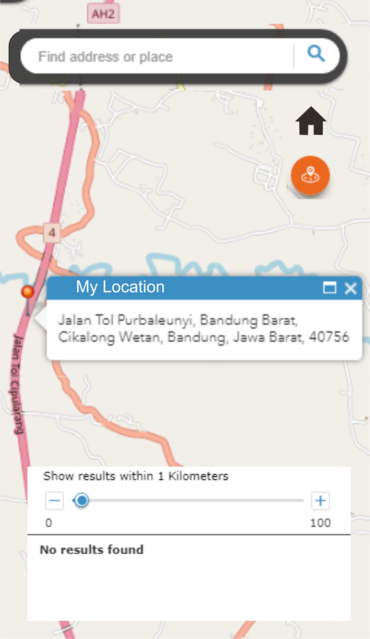 AH2
Find address or place
4
My Location
Jalan Tol Purbaleunyi, Bandung Barat,
Cikalong Wetan, Bandung, Jawa Barat, 40756
Jalan Tol Cipularang
Show results within 1 Kilometers
0
100
No results found